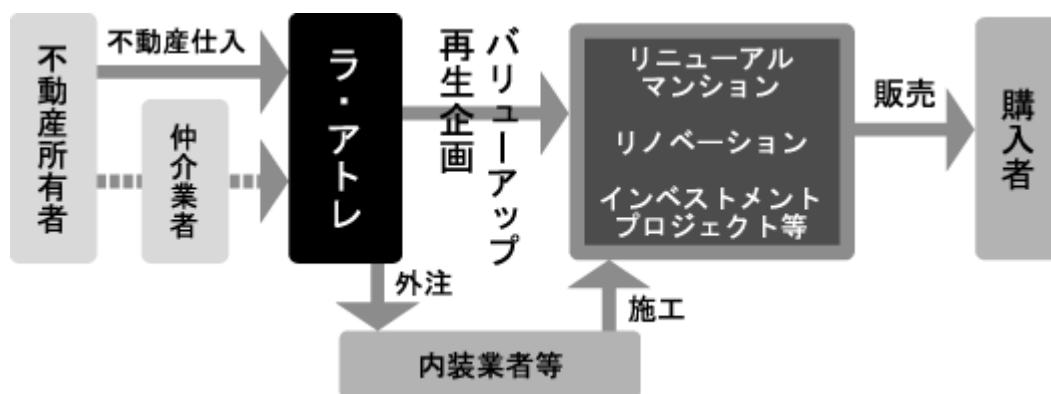 不動産所有者
不動産仕入
仲介業者
ラ・アトレ
バリューアップ
再生企画
リニューアル
マンション
リノベーション
インベストメント
プロジェクト等
販売
購入者
外注
施工
内装業者等